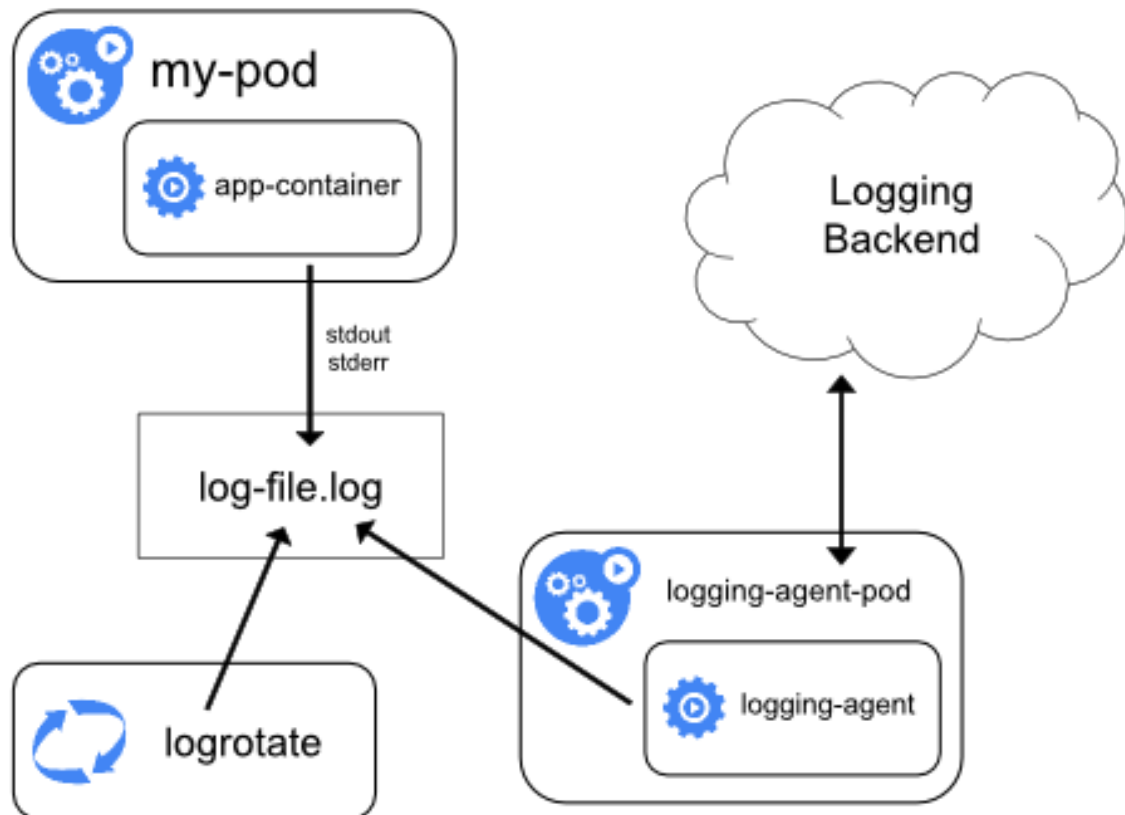 my-pod
app-container
Logging
Backend
stdout
stderr
log-file.log
logging-agent-pod
logging-agent
logrotate